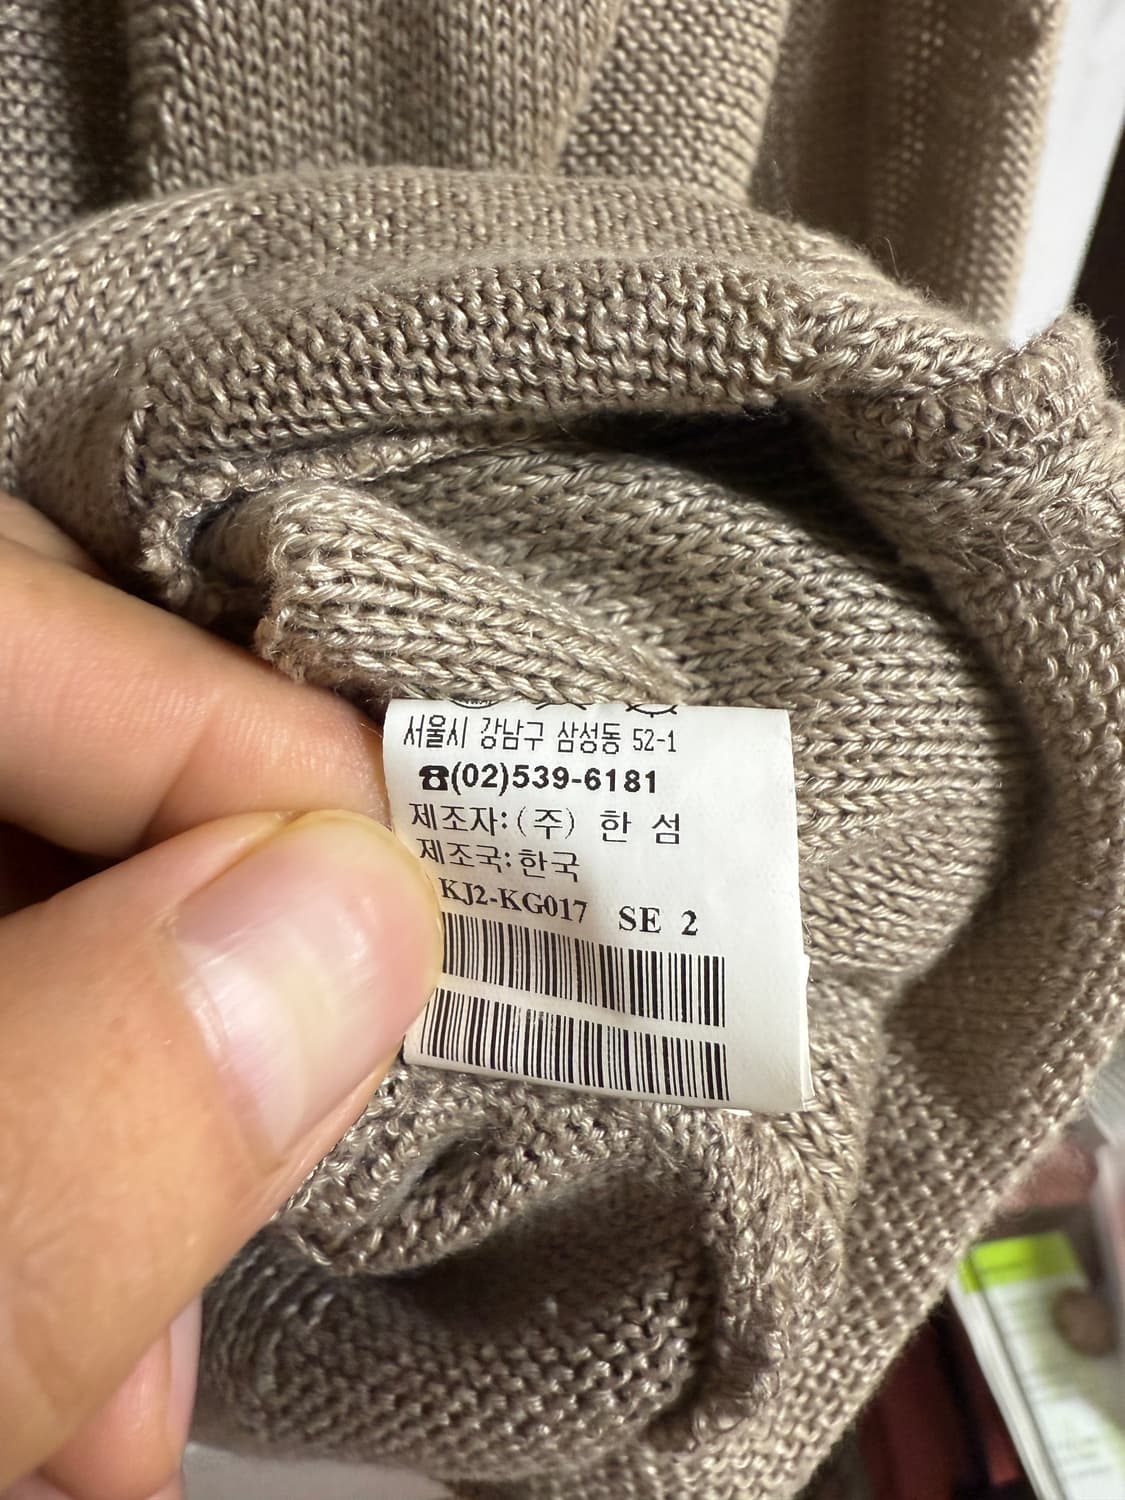 서울시 강남구 삼성동 52-1
☎(02)539-6181
제조자:(주) 한 섬
제조국:한국
KJ2-KG017 SE 2